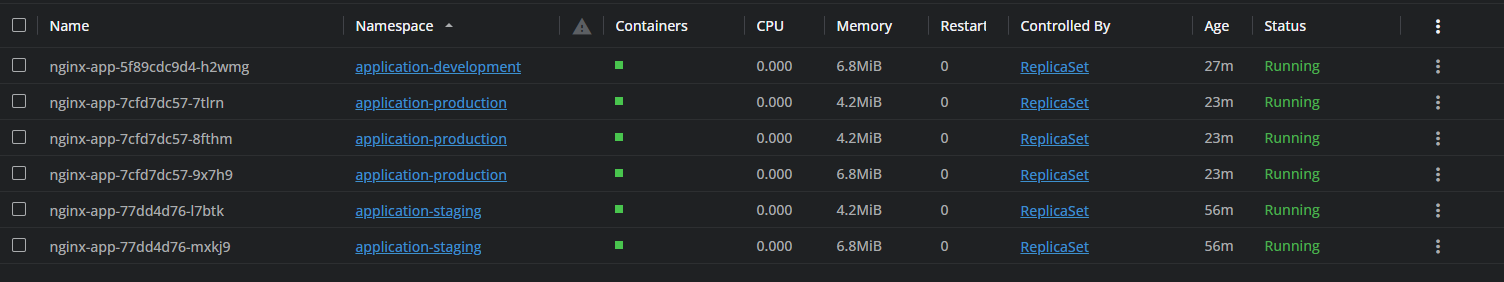 Name Namespace Containers CPU Memory Restart Controlled By Age Status
nginx-app-5f89cdc9d4-h2wmg application-development 0.000 6.8MiB 0 ReplicaSet 27m Running
nginx-app-7cfd7dc57-7tlrn application-production 0.000 4.2MiB 0 ReplicaSet 23m Running
nginx-app-7cfd7dc57-8fthm application-production 0.000 4.2MiB 0 ReplicaSet 23m Running
nginx-app-7cfd7dc57-9x7h9 application-production 0.000 6.8MiB 0 ReplicaSet 23m Running
nginx-app-77dd4d76-l7btk application-staging 0.000 4.2MiB 0 ReplicaSet 56m Running
nginx-app-77dd4d76-mxkj9 application-staging 0.000 6.8MiB 0 ReplicaSet 56m Running